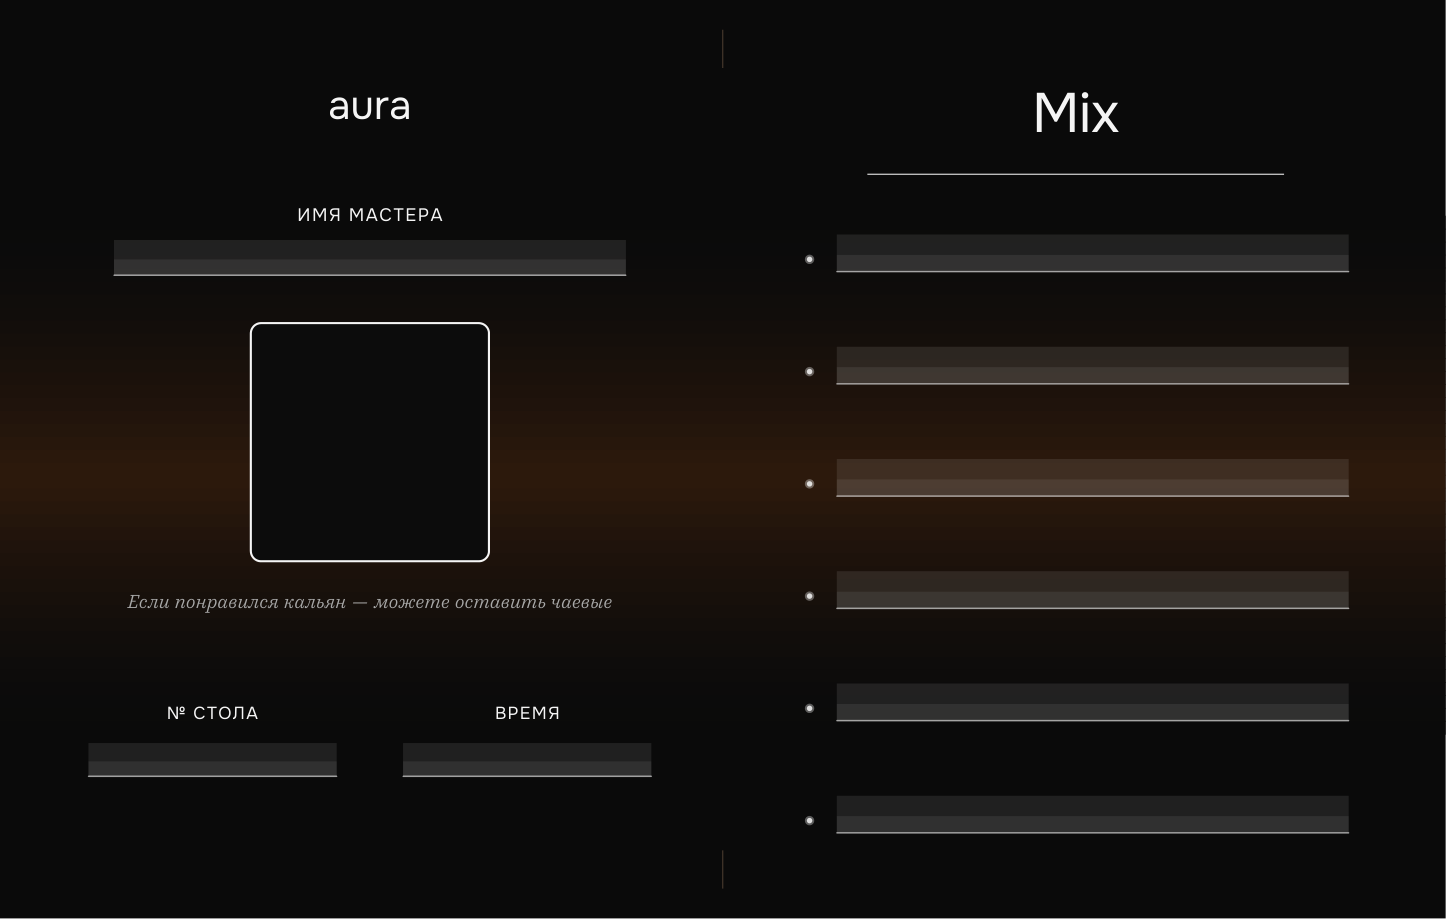 aura
ИМЯ МАСТЕРА
Если понравился кальян — можете оставить чаевые
№ СТОЛА
ВРЕМЯ
Mix